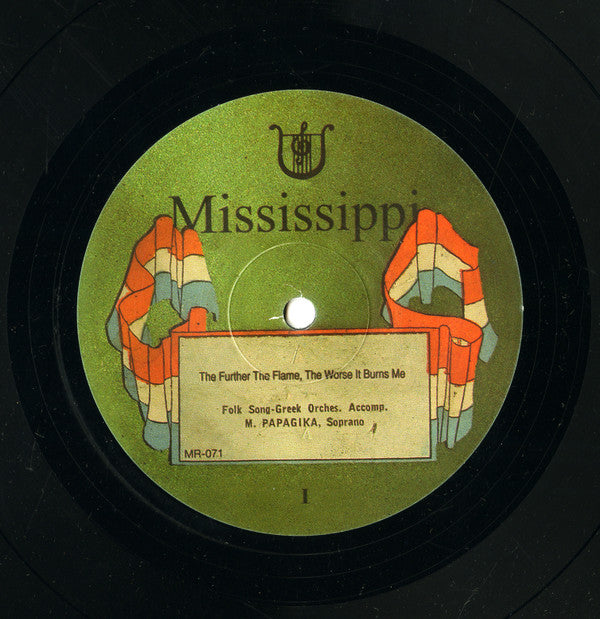 Mississippi
The Further The Flame, The Worse It Burns Me
Folk Song-Greek Orches. Accomp.
M. PAPAGIKA, Soprano
MR-071
I